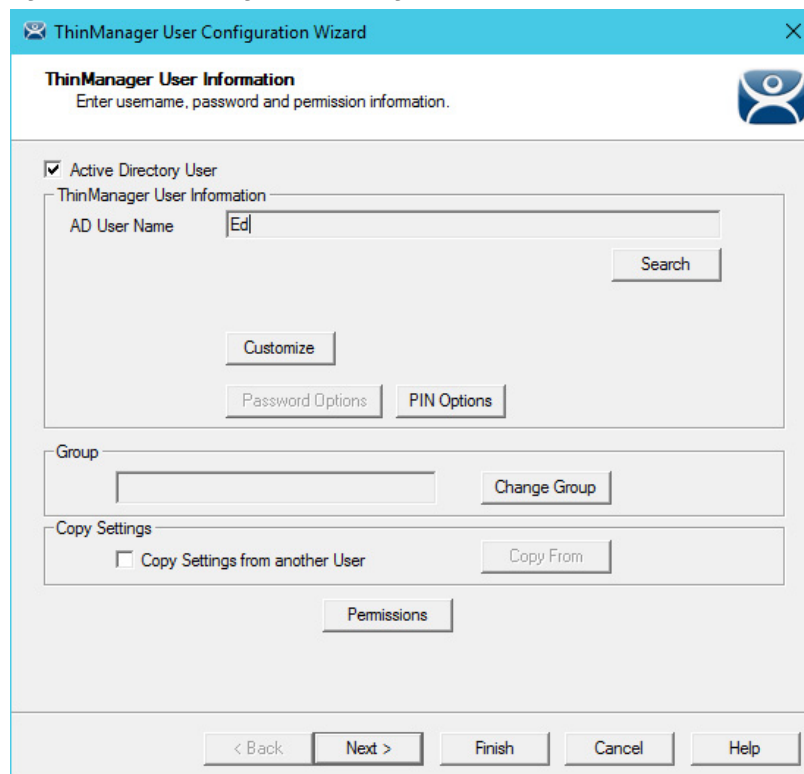 ThinManager User Configuration Wizard
ThinManager User Information
Enter username, password and permission information.
Active Directory User
ThinManager User Information
AD User Name Ed
Search
Customize
Password Options PIN Options
Group
Change Group
Copy Settings
Copy Settings from another User Copy From
Permissions
< Back Next > Finish Cancel Help